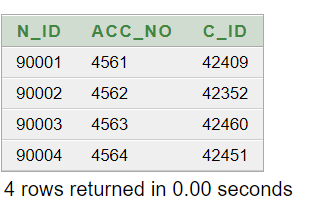 N_ID ACC_NO C_ID
90001 4561 42409
90002 4562 42352
90003 4563 42460
90004 4564 42451
4 rows returned in 0.00 seconds